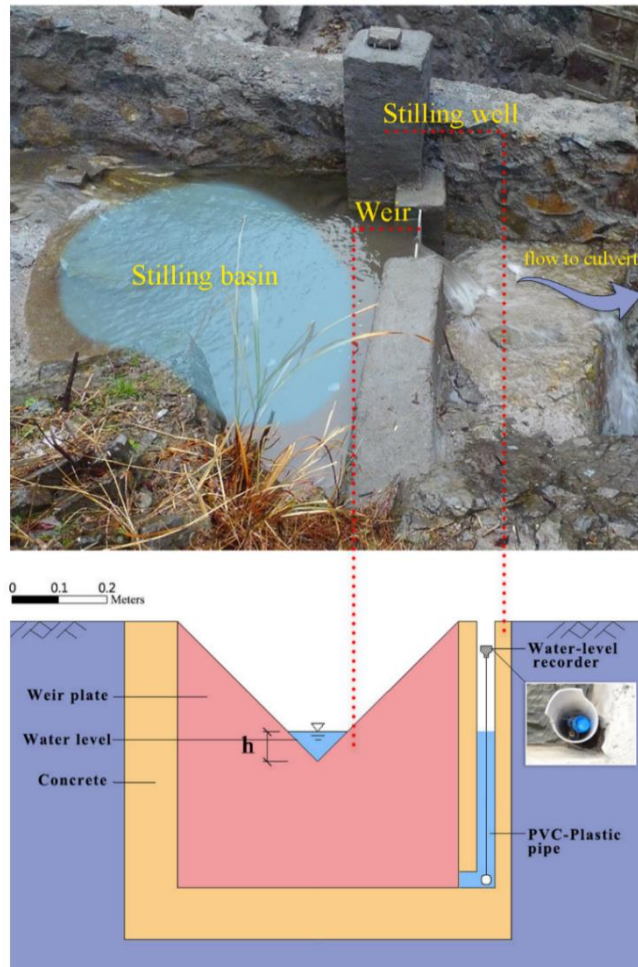 Stilling well
Weir
Stilling basin
flow to culvert
0 0.1 0.2
Meters
Water-level
recorder
Weir plate
Water level
h
Concrete
PVC-Plastic
pipe